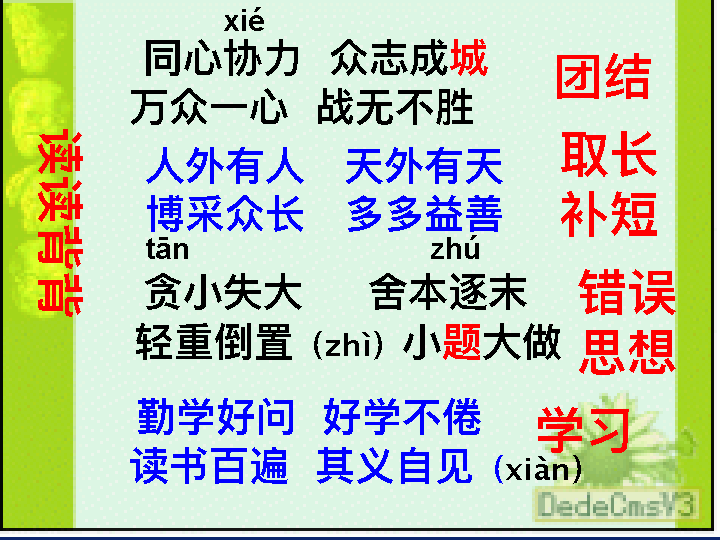 读读背背
xié
同心协力 众志成城
万众一心 战无不胜
团结
人外有人 天外有天
博采众长 多多益善
取长
补短
tān zhú
贪小失大 舍本逐末
轻重倒置（zhì）小题大做
错误
思想
勤学好问 好学不倦
读书百遍 其义自见（xiàn）
学习
DedeCmsV3